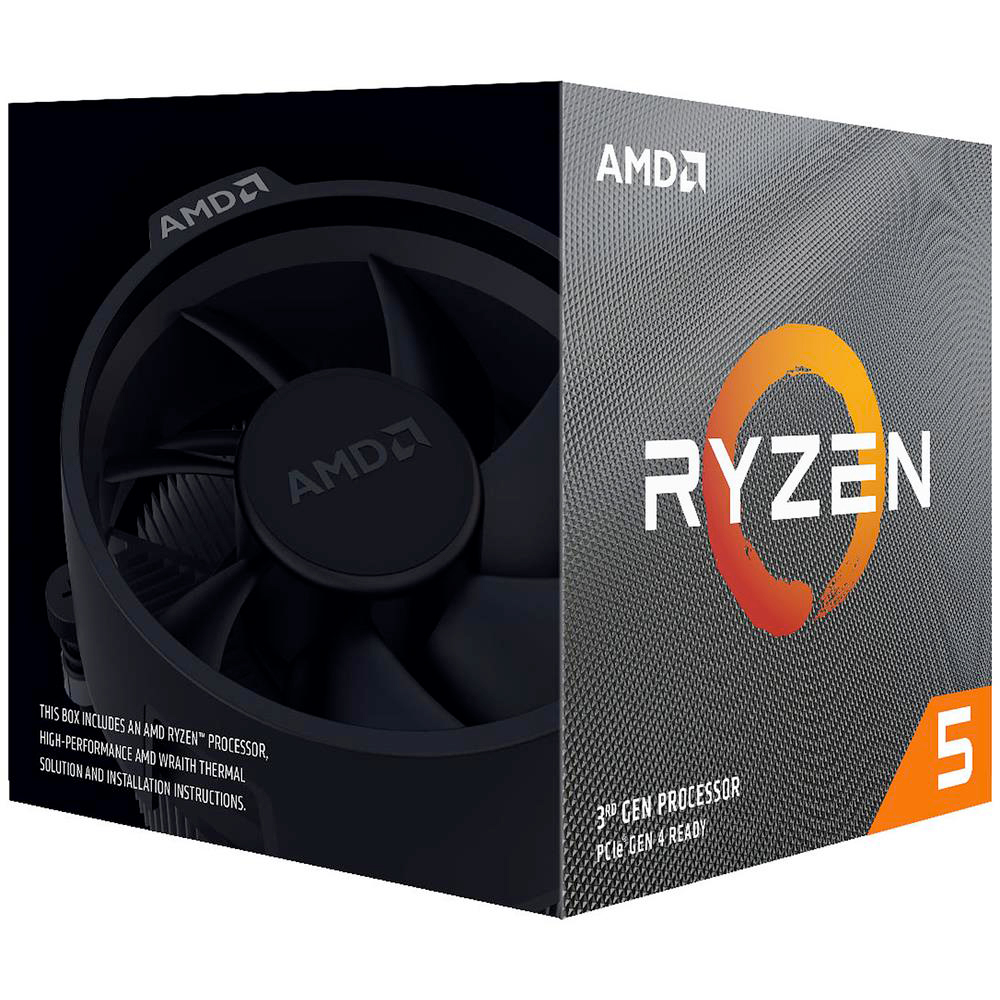 AMD
AMD
THIS BOX INCLUDES AN AMD RYZEN™ PROCESSOR,
HIGH-PERFORMANCE AMD WRAITH THERMAL
SOLUTION AND INSTALLATION INSTRUCTIONS.
AMD
RYZEN
5
3RD GEN PROCESSOR
PCIe® GEN 4 READY